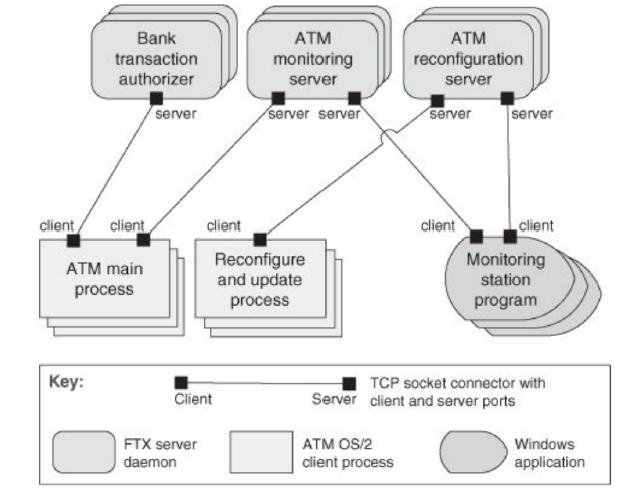 Bank
transaction
authorizer
ATM
monitoring
server
ATM
reconfiguration
server
server
server
server
server
server
client
client
client
client
client
ATM main
process
Reconfigure
and update
process
Monitoring
station
program
Key:
Client
Server
TCP socket connector with
client and server ports
FTX server
daemon
ATM OS/2
client process
Windows
application